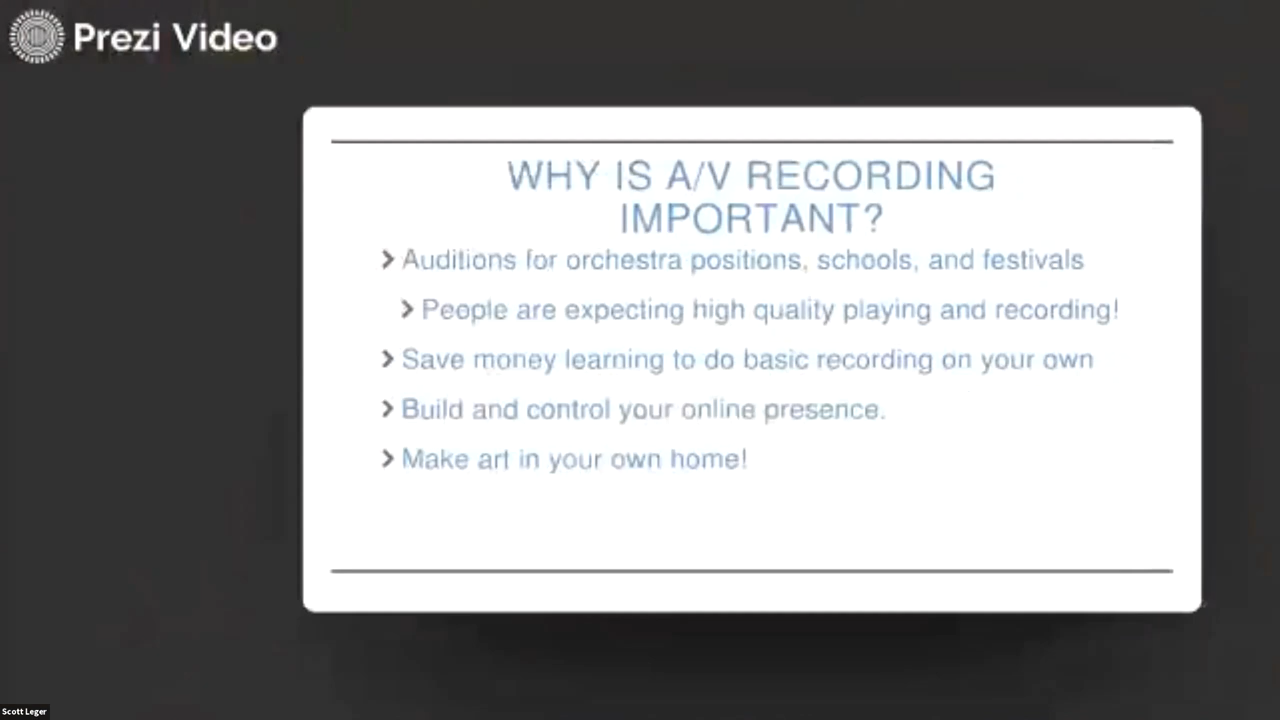 Prezi Video
WHY IS A/V RECORDING
IMPORTANT?
Auditions for orchestra positions, schools, and festivals
People are expecting high quality playing and recording!
Save money learning to do basic recording on your own
Build and control your online presence.
Make art in your own home!
Scott Leger